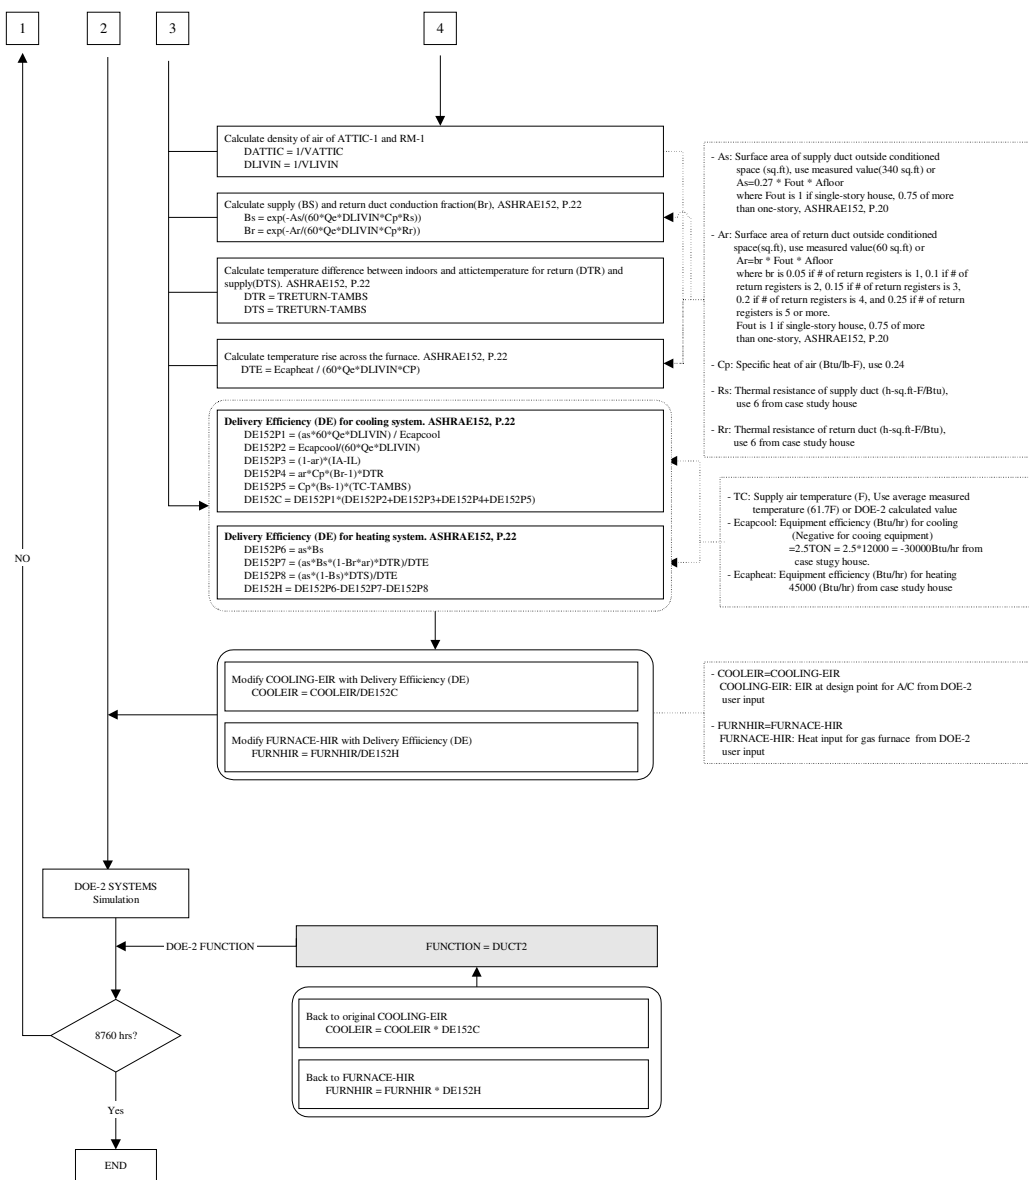 1
2
3
4
Calculate density of air of ATTIC-1 and RM-1
DATTIC = 1/VATTIC
DLIVIN = 1/VLIVIN
Calculate supply (BS) and return duct conduction fraction(Br), ASHRAE152, P.22
Bs = exp(-As/(60*Qe*DLIVIN*Cp*Rs))
Br = exp(-Ar/(60*Qe*DLIVIN*Cp*Rr))
Calculate temperature difference between indoors and attictemperature for return (DTR) and
supply(DTS). ASHRAE152, P.22
DTR = TRETURN-TAMBS
DTS = TRETURN-TAMBS
Calculate temperature rise across the furnace. ASHRAE152, P.22
DTE = Ecapheat / (60*Qe*DLIVIN*CP)
Delivery Efficiency (DE) for cooling system. ASHRAE152, P.22
DE152P1 = (as*60*Qe*DLIVIN) / Ecapcool
DE152P2 = Ecapcool/(60*Qe*DLIVIN)
DE152P3 = (1-ar)*(IA-IL)
DE152P4 = ar*Cp*(Br-1)*DTR
DE152P5 = Cp*(Bs-1)*(TC-TAMBS)
DE152C = DE152P1*(DE152P2+DE152P3+DE152P4+DE152P5)
Delivery Efficiency (DE) for heating system. ASHRAE152, P.22
DE152P6 = as*Bs
DE152P7 = (as*Bs*(1-Br*ar)*DTR)/DTE
DE152P8 = (as*(1-Bs)*DTS)/DTE
DE152H = DE152P6-DE152P7-DE152P8
- As: Surface area of supply duct outside conditioned
space (sq.ft), use measured value(340 sq.ft) or
As=0.27 * Fout * Afloor
where Fout is 1 if single-story house, 0.75 of more
than one-story, ASHRAE152, P.20
- Ar: Surface area of return duct outside conditioned
space(sq.ft), use measured value(60 sq.ft) or
Ar=br * Fout * Afloor
where br is 0.05 if # of return registers is 1, 0.1 if # of
return registers is 2, 0.15 if # of return registers is 3,
0.2 if # of return registers is 4, and 0.25 if # of return
registers is 5 or more.
Fout is 1 if single-story house, 0.75 of more
than one-story, ASHRAE152, P.20
- Cp: Specific heat of air (Btu/lb-F), use 0.24
- Rs: Thermal resistance of supply duct (h-sq.ft-F/Btu),
use 6 from case study house
- Rr: Thermal resistance of return duct (h-sq.ft-F/Btu),
use 6 from case study house
- TC: Supply air temperature (F), Use average measured
temperature (61.7F) or DOE-2 calculated value
- Ecapcool: Equipment efficiency (Btu/hr) for cooling
(Negative for cooing equipment)
=2.5TON = 2.5*12000 = -30000Btu/hr from
case stugy house.
- Ecapheat: Equipment efficiency (Btu/hr) for heating
45000 (Btu/hr) from case study house
NO
Modify COOLING-EIR with Delivery Effiiciency (DE)
COOLEIR = COOLEIR/DE152C
Modify FURNACE-HIR with Delivery Effiiciency (DE)
FURNHIR = FURNHIR/DE152H
- COOLEIR=COOLING-EIR
COOLING-EIR: EIR at design point for A/C from DOE-2
user input
- FURNHIR=FURNACE-HIR
FURNACE-HIR: Heat input for gas furnace from DOE-2
user input
DOE-2 SYSTEMS
Simulation
DOE-2 FUNCTION
FUNCTION = DUCT2
Back to original COOLING-EIR
COOLEIR = COOLEIR * DE152C
8760 hrs?
Back to FURNACE-HIR
FURNHIR = FURNHIR * DE152H
Yes
END